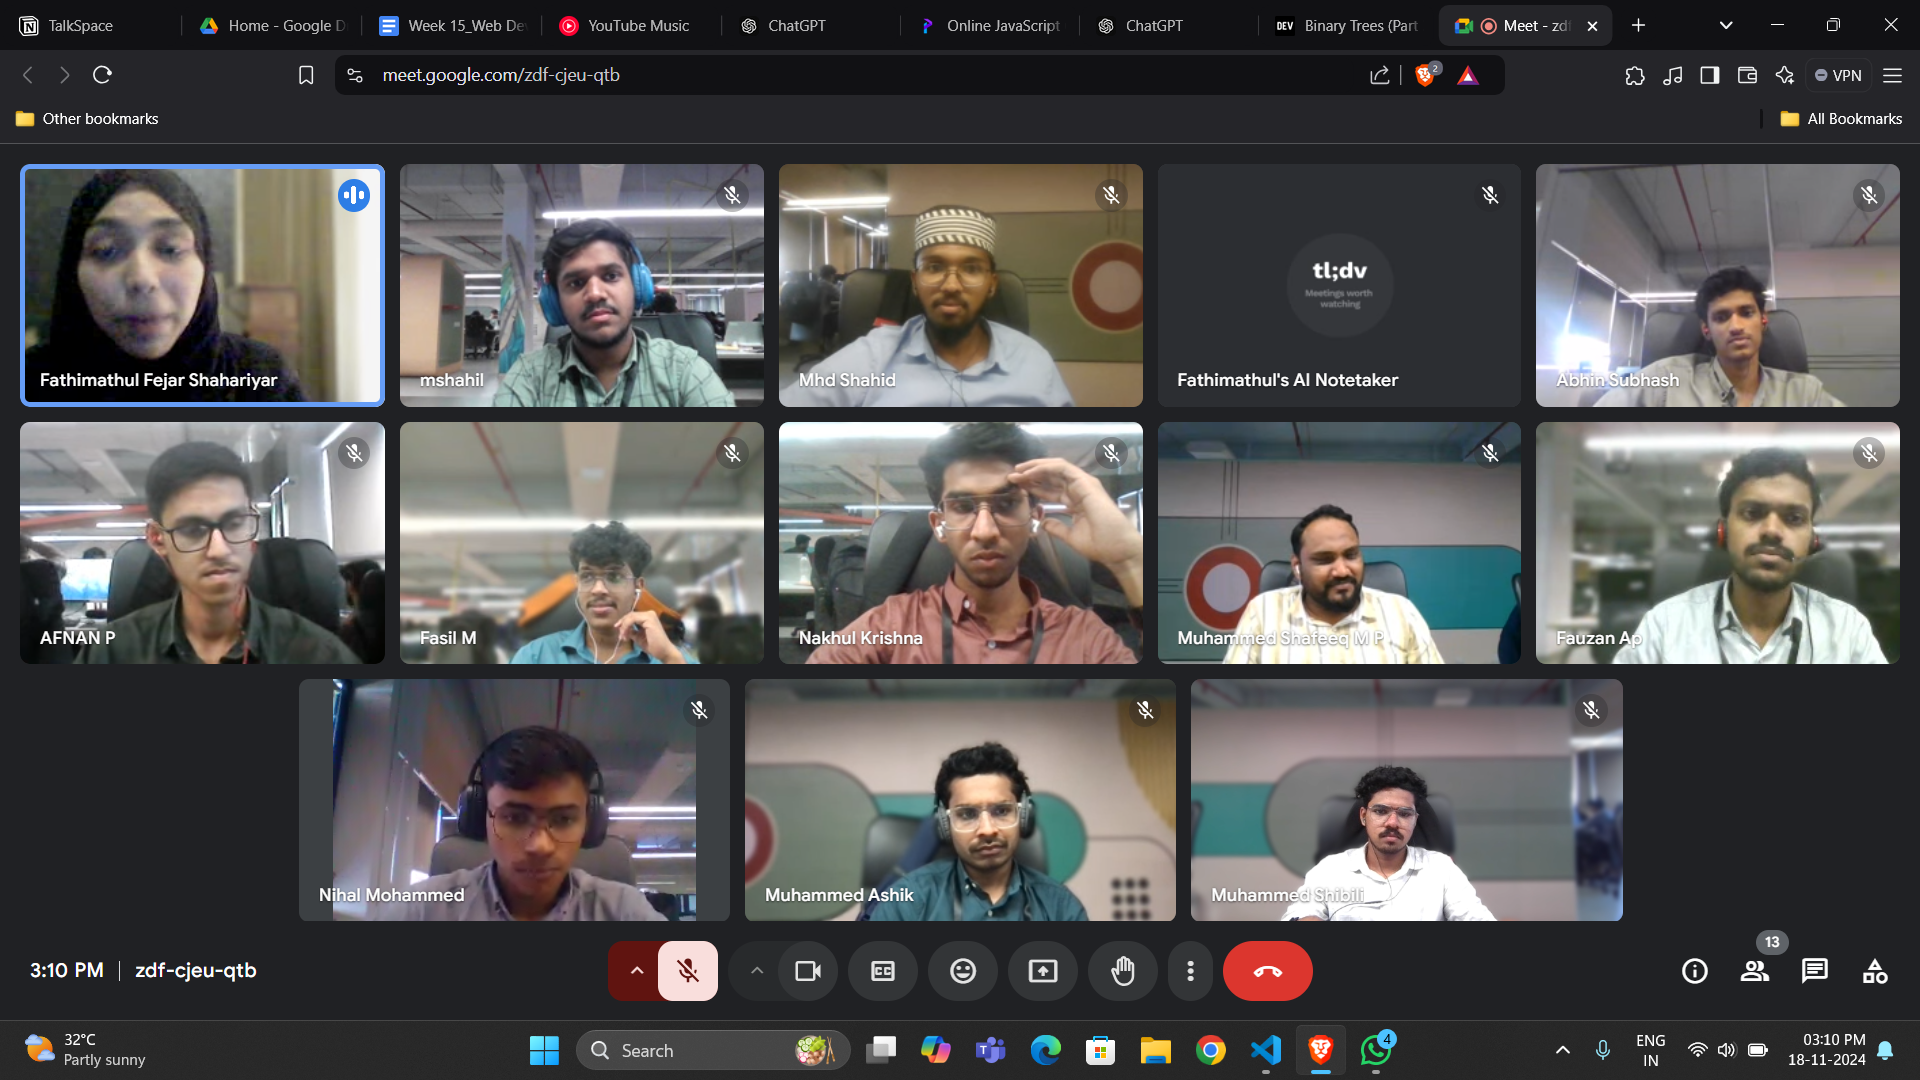 TalkSpace
Home - Google D
Week 15_Web De
YouTube Music
ChatGPT
Online JavaScript
ChatGPT
DEV
Binary Trees (Part
Meet - zdf
meet.google.com/zdf-cjeu-qtb
2
VPN
Other bookmarks
All Bookmarks
Fathimathul Fejar Shahariyar
mshahil
Mhd Shahid
tl;dv
Meetings worth
watching
Fathimathul's AI Notetaker
Abhin Subhash
AFNAN P
Fasil M
Nakhul Krishna
Muhammed Shafeeq M P
Fauzan Ap
Nihal Mohammed
Muhammed Ashik
Muhammed Shibili
3:10 PM
zdf-cjeu-qtb
CC
13
32°C
Partly sunny
Search
4
ENG
IN
03:10 PM
18-11-2024